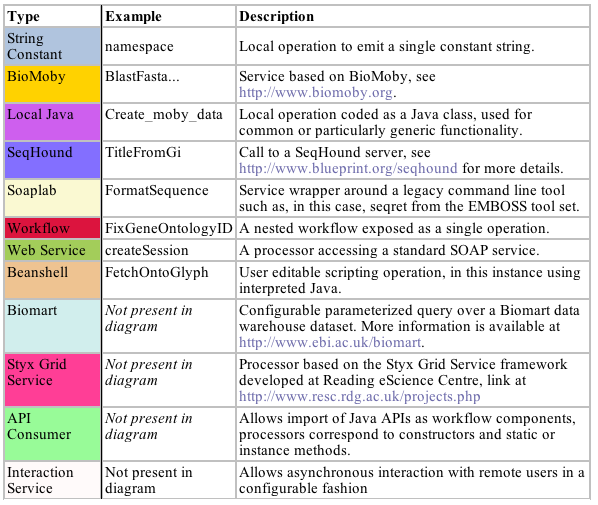 Type Example Description
String
Constant
namespace
Local operation to emit a single constant string.
BioMoby
BlastFasta...
Service based on BioMoby, see
http://www.biomoby.org.
Local Java
Create_moby_data
Local operation coded as a Java class, used for
common or particularly generic functionality.
SeqHound
TitleFromGi
Call to a SeqHound server, see
http://www.blueprint.org/seqhound for more details.
Soaplab
FormatSequence
Service wrapper around a legacy command line tool
such as, in this case, seqret from the EMBOSS tool set.
Workflow
FixGeneOntologyID
A nested workflow exposed as a single operation.
Web Service
createSession
A processor accessing a standard SOAP service.
Beanshell
FetchOntoGlyph
User editable scripting operation, in this instance using
interpreted Java.
Biomart
Not present in
diagram
Configurable parameterized query over a Biomart data
warehouse dataset. More information is available at
http://www.ebi.ac.uk/biomart.
Styx Grid
Service
Not present in
diagram
Processor based on the Styx Grid Service framework
developed at Reading eScience Centre, link at
http://www.resc.rdg.ac.uk/projects.php
API
Consumer
Not present in
diagram
Allows import of Java APIs as workflow components,
processors correspond to constructors and static or
instance methods.
Interaction
Service
Not present in
diagram
Allows asynchronous interaction with remote users in a
configurable fashion